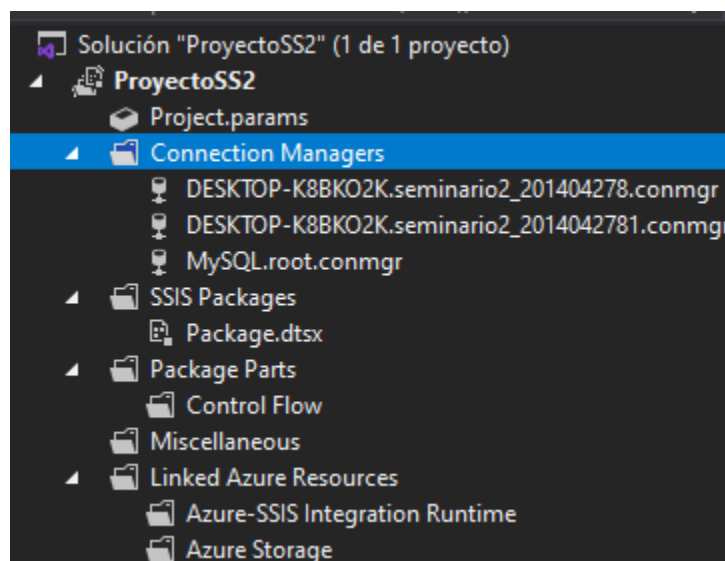 Solución "ProyectoSS2" (1 de 1 proyecto)
ProyectoSS2
Project.params
Connection Managers
DESKTOP-K8BKO2K.seminario2_201404278.conmgr
DESKTOP-K8BKO2K.seminario2_2014042781.conmgr
MySQL.root.conmgr
SSIS Packages
Package.dtsx
Package Parts
Control Flow
Miscellaneous
Linked Azure Resources
Azure-SSIS Integration Runtime
Azure Storage